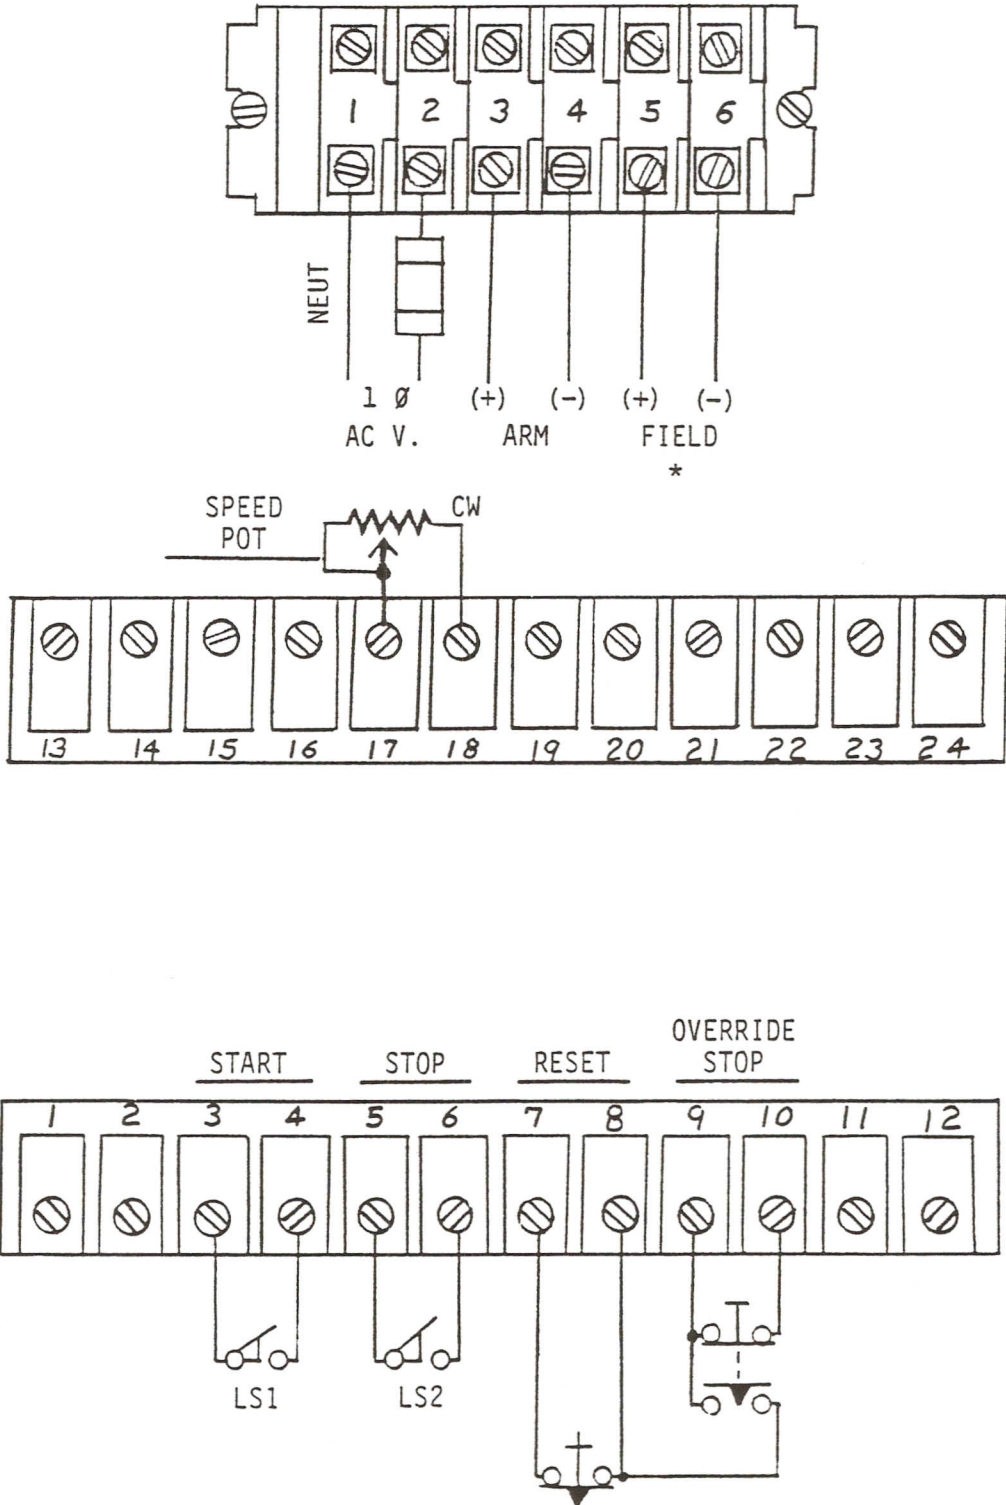 1 2 3 4 5 6
NEUT
1 Ø (+) (-) (+) (-)
AC V. ARM FIELD
*
SPEED
POT
CW
13 14 15 16 17 18 19 20 21 22 23 24
START STOP RESET OVERRIDE
STOP
1 2 3 4 5 6 7 8 9 10 11 12
LS1 LS2